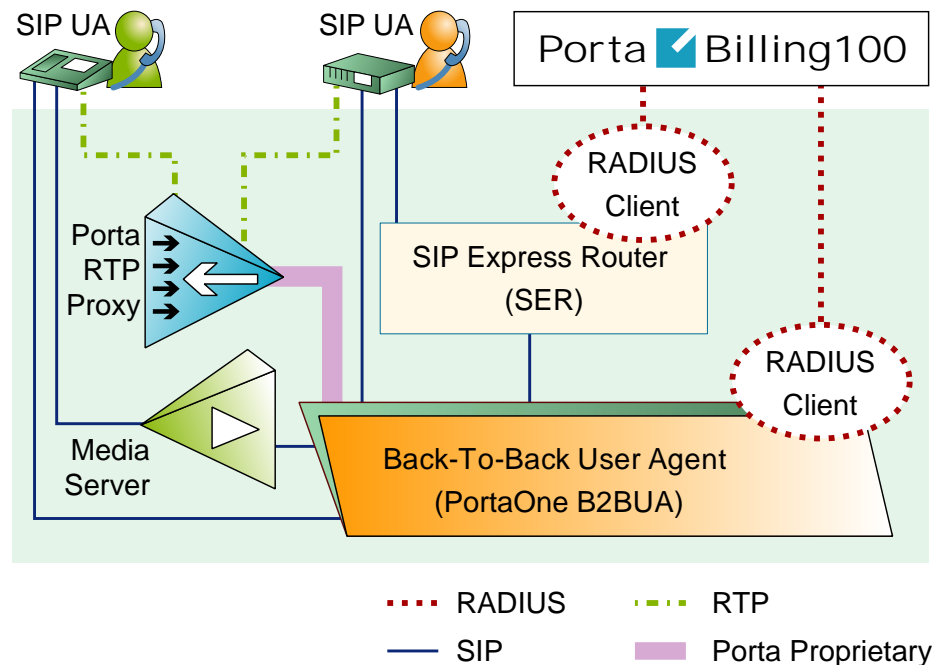 SIP UA
SIP UA
Porta Billing100
RADIUS
Client
Porta
RTP
Proxy
SIP Express Router
(SER)
RADIUS
Client
Media
Server
Back-To-Back User Agent
(PortaOne B2BUA)
RADIUS
RTP
SIP
Porta Proprietary